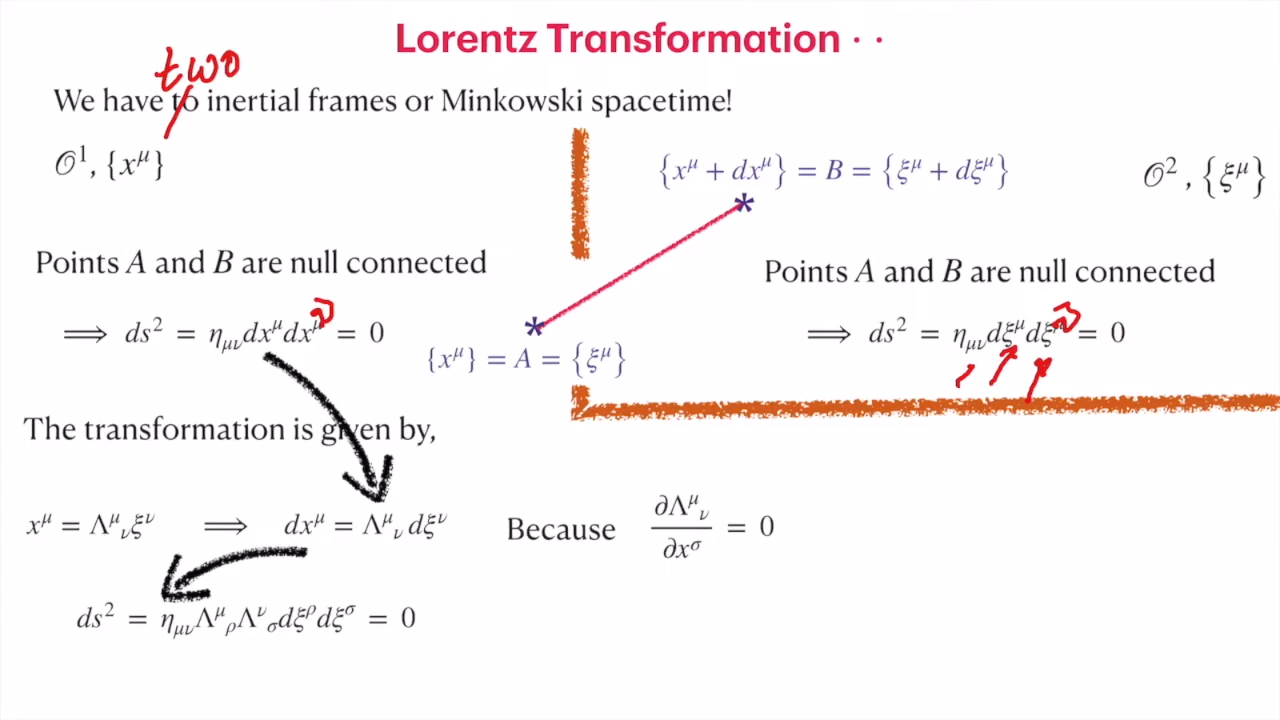 Lorentz Transformation · ·
two
We have to inertial frames or Minkowski spacetime!
𝒪¹, {x^μ}
{x^μ + dx^μ} = B = {ξ^μ + dξ^μ}
𝒪², {ξ^μ}
*
Points A and B are null connected
Points A and B are null connected
ν
⟹ ds² = η_μν dx^μ dx^μ = 0
*
{x^μ} = A = {ξ^μ}
ν
⟹ ds² = η_μν dξ^μ dξ = 0
The transformation is given by,
x^μ = Λ^μ_ν ξ^ν ⟹ dx^μ = Λ^μ_ν dξ^ν
Because ∂Λ^μ_ν / ∂x^σ = 0
ds² = η_μν Λ^μ_ρ Λ^ν_σ dξ^ρ dξ^σ = 0